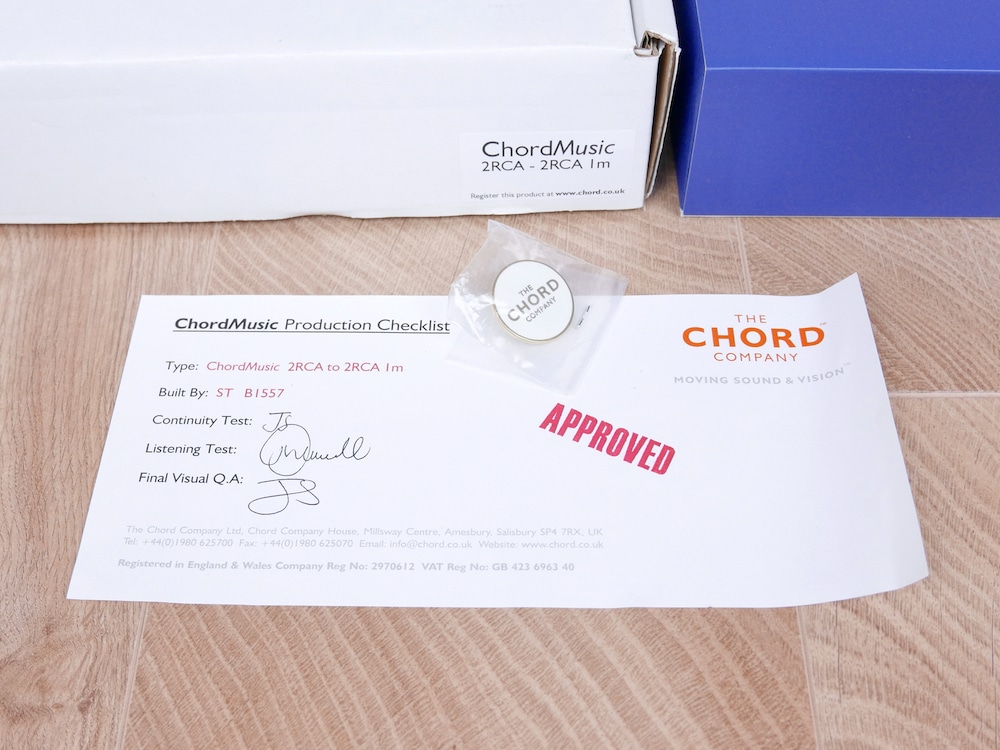 ChordMusic
2RCA - 2RCA 1m
Register this product at www.chord.co.uk
THE
CHORD
COMPANY
ChordMusic Production Checklist
THE
CHORD™
COMPANY
MOVING SOUND & VISION™
Type: ChordMusic 2RCA to 2RCA 1m
Built By: ST B1557
Continuity Test: JS
Listening Test:
Final Visual Q.A: JS
APPROVED
The Chord Company Ltd, Chord Company House, Millsway Centre, Amesbury, Salisbury SP4 7RX, UK
Tel: +44(0)1980 625700 Fax: +44(0)1980 625070 Email: info@chord.co.uk Website: www.chord.co.uk
Registered in England & Wales Company Reg No: 2970612 VAT Reg No: GB 423 6963 40